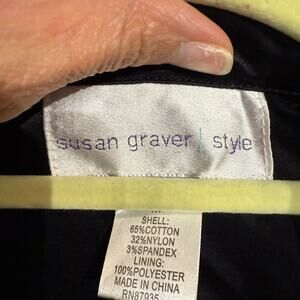 susan graver | style
SHELL:
65%COTTON
32%NYLON
3%SPANDEX
LINING:
100%POLYESTER
MADE IN CHINA
RN87935